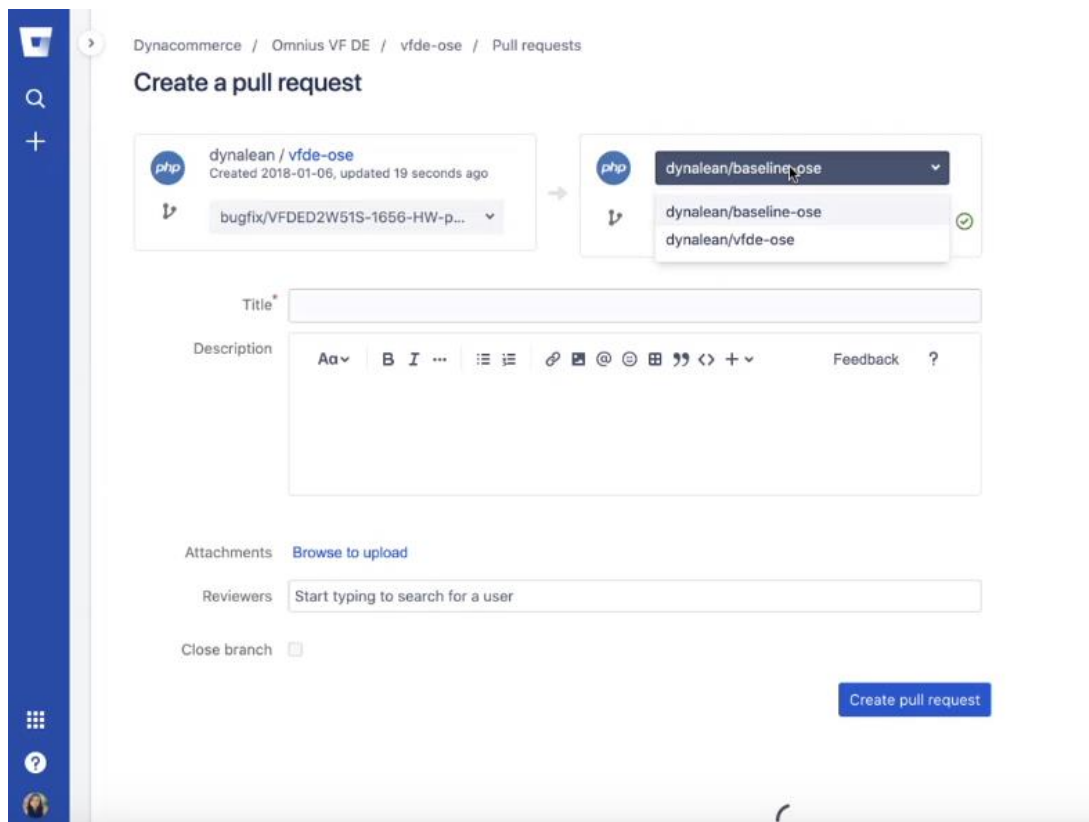 Dynacommerce / Omnius VF DE / vfde-ose / Pull requests
Create a pull request
php
dynalean / vfde-ose
Created 2018-01-06, updated 19 seconds ago
bugfix/VFDED2W51S-1656-HW-p...
php
dynalean/baseline-ose
dynalean/baseline-ose
dynalean/vfde-ose
Title*
Description
Aa B I ... Feedback ?
Attachments Browse to upload
Reviewers Start typing to search for a user
Close branch
Create pull request